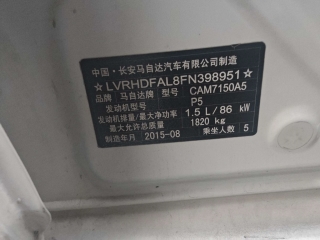 中国·长安马自达汽车有限公司制造
☆LVRHDFAL8FN398951☆
品牌 马自达牌 型号 CAM7150A5
发动机型号 P5
发动机排量/最大净功率 1.5 L/86 kW
最大允许总质量 1820 kg
制造年月 2015-08 乘坐人数 5